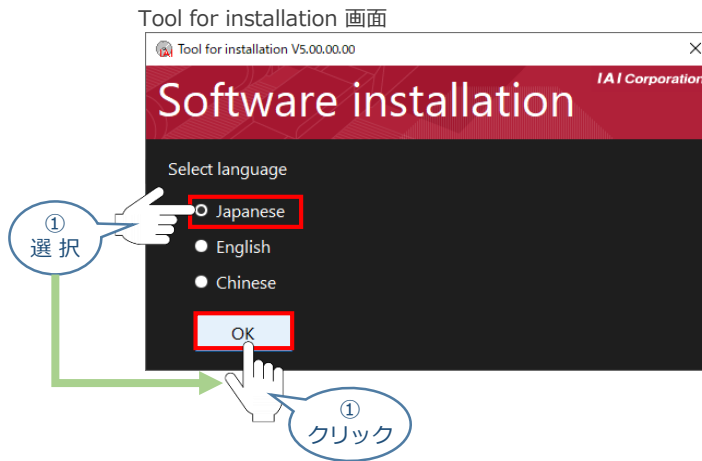 Tool for installation 画面
Tool for installation V5.00.00.00
IAI Corporation
Software installation
Select language
Japanese
①
選 択
English
Chinese
OK
①
クリック